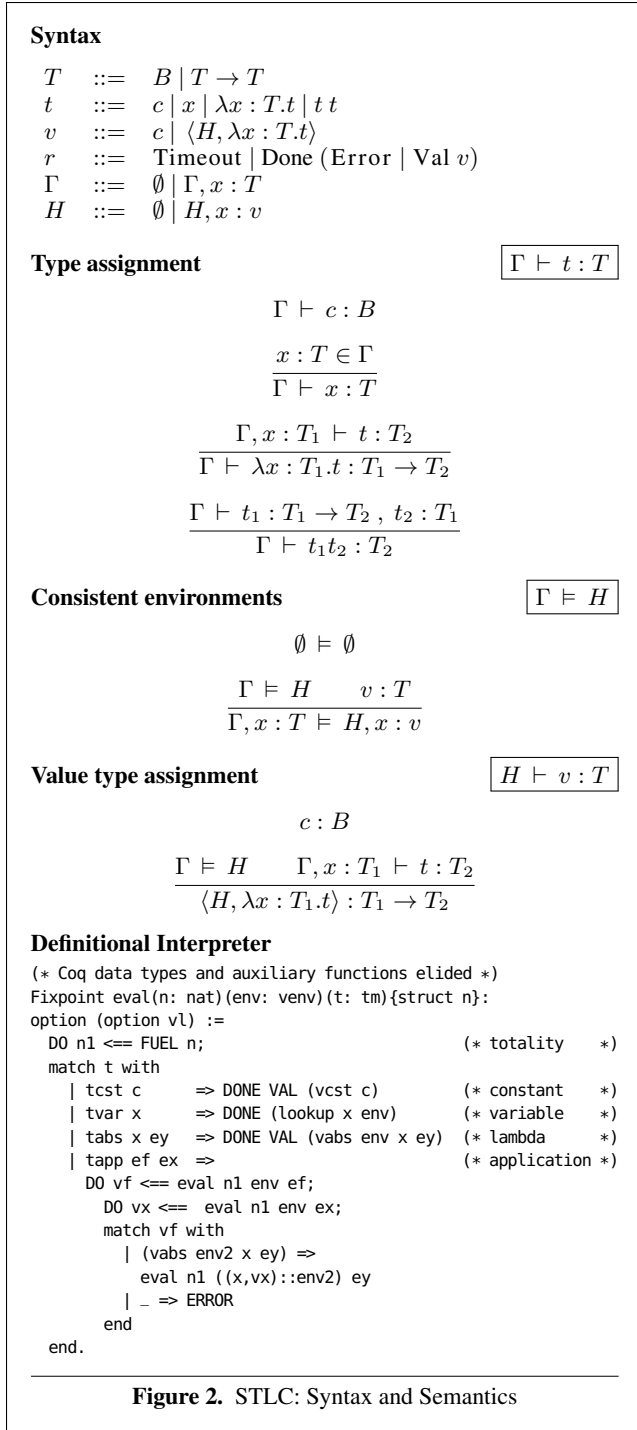 Syntax
T ::= B | T → T
t ::= c | x | λx : T.t | t t
v ::= c | ⟨H, λx : T.t⟩
r ::= Timeout | Done (Error | Val v)
Γ ::= ∅ | Γ, x : T
H ::= ∅ | H, x : v
Type assignment Γ ⊢ t : T
Γ ⊢ c : B
x : T ∈ Γ
Γ ⊢ x : T
Γ, x : T₁ ⊢ t : T₂
Γ ⊢ λx : T₁.t : T₁ → T₂
Γ ⊢ t₁ : T₁ → T₂ , t₂ : T₁
Γ ⊢ t₁t₂ : T₂
Consistent environments Γ ⊨ H
∅ ⊨ ∅
Γ ⊨ H v : T
Γ, x : T ⊨ H, x : v
Value type assignment H ⊢ v : T
c : B
Γ ⊨ H Γ, x : T₁ ⊢ t : T₂
⟨H, λx : T₁.t⟩ : T₁ → T₂
Definitional Interpreter
(* Coq data types and auxiliary functions elided *)
Fixpoint eval(n: nat)(env: venv)(t: tm){struct n}:
option (option vl) :=
  DO n1 <== FUEL n; (* totality *)
  match t with
    | tcst c => DONE VAL (vcst c) (* constant *)
    | tvar x => DONE (lookup x env) (* variable *)
    | tabs x ey => DONE VAL (vabs env x ey) (* lambda *)
    | tapp ef ex => (* application *)
      DO vf <== eval n1 env ef;
        DO vx <== eval n1 env ex;
        match vf with
          | (vabs env2 x ey) =>
            eval n1 ((x,vx)::env2) ey
          | _ => ERROR
        end
  end.
Figure 2. STLC: Syntax and Semantics